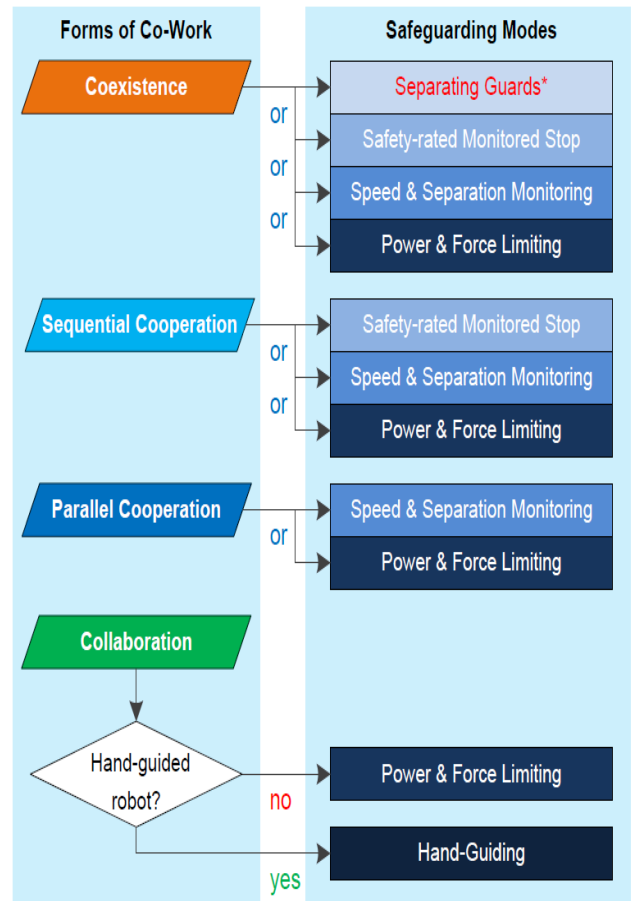 Forms of Co-Work
Safeguarding Modes
Coexistence
Separating Guards*
or
Safety-rated Monitored Stop
or
Speed & Separation Monitoring
or
Power & Force Limiting
Sequential Cooperation
Safety-rated Monitored Stop
or
Speed & Separation Monitoring
or
Power & Force Limiting
Parallel Cooperation
Speed & Separation Monitoring
or
Power & Force Limiting
Collaboration
Hand-guided
robot?
no
Power & Force Limiting
yes
Hand-Guiding